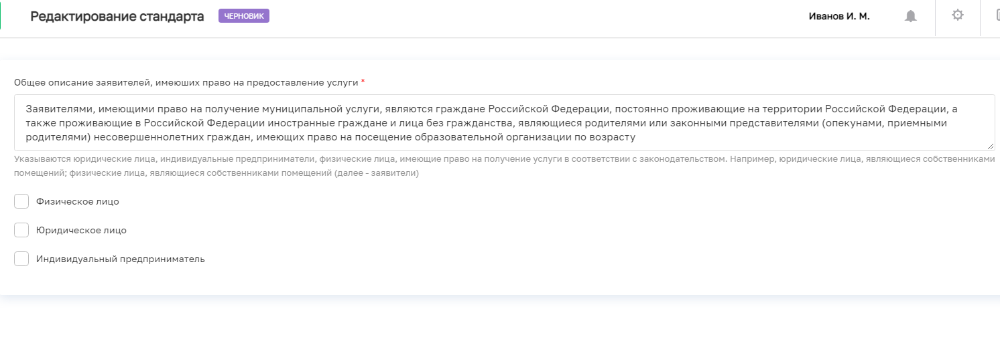 Редактирование стандарта ЧЕРНОВИК Иванов И. М.
Общее описание заявителей, имеюших право на предоставление услуги *
Заявителями, имеющими право на получение муниципальной услуги, являются граждане Российской Федерации, постоянно проживающие на территории Российской Федерации, а
также проживающие в Российской Федерации иностранные граждане и лица без гражданства, являющиеся родителями или законными представителями (опекунами, приемными
родителями) несовершеннолетних граждан, имеющих право на посещение образовательной организации по возрасту
Указываются юридические лица, индивидуальные предприниматели, физические лица, имеющие право на получение услуги в соответствии с законодательством. Например, юридические лица, являющиеся собственниками
помещений; физические лица, являющиеся собственниками помещений (далее - заявители)
Физическое лицо
Юридическое лицо
Индивидуальный предприниматель